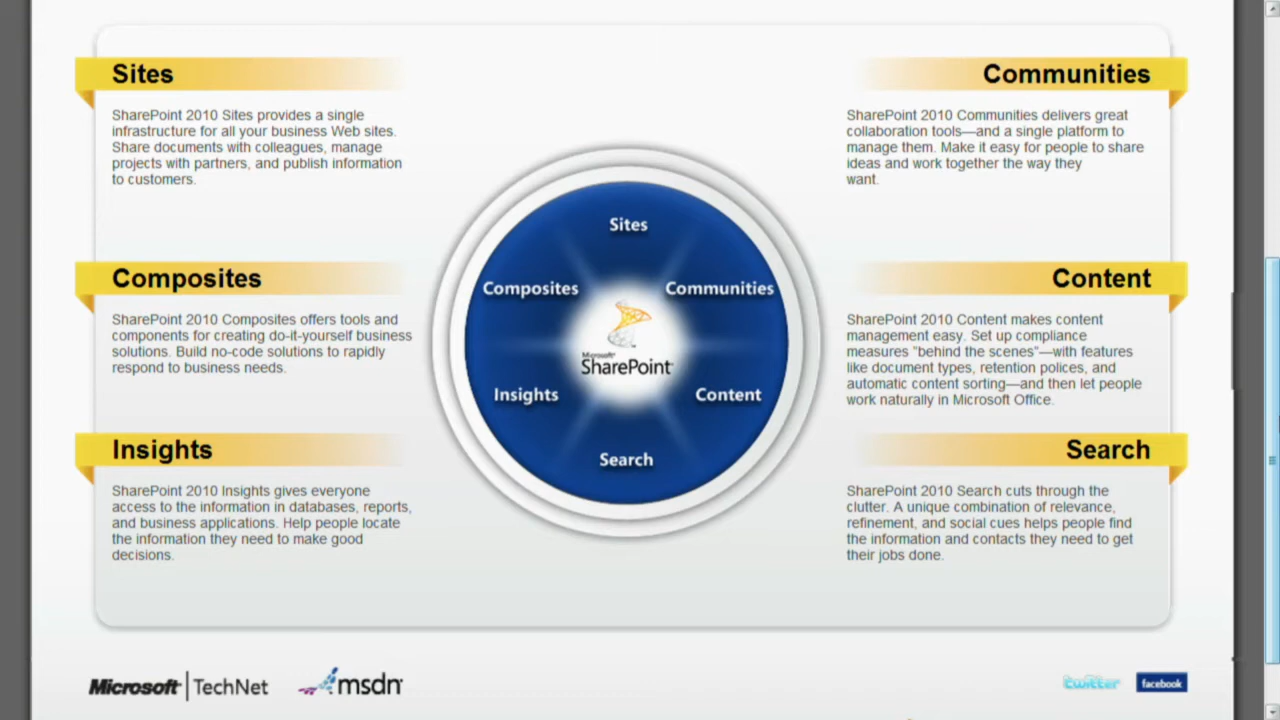 Sites
SharePoint 2010 Sites provides a single
infrastructure for all your business Web sites.
Share documents with colleagues, manage
projects with partners, and publish information
to customers.
Communities
SharePoint 2010 Communities delivers great
collaboration tools—and a single platform to
manage them. Make it easy for people to share
ideas and work together the way they
want.
Composites
SharePoint 2010 Composites offers tools and
components for creating do-it-yourself business
solutions. Build no-code solutions to rapidly
respond to business needs.
Sites
Composites
Communities
Microsoft
SharePoint
Insights
Content
Search
Content
SharePoint 2010 Content makes content
management easy. Set up compliance
measures "behind the scenes"—with features
like document types, retention polices, and
automatic content sorting—and then let people
work naturally in Microsoft Office.
Insights
SharePoint 2010 Insights gives everyone
access to the information in databases, reports,
and business applications. Help people locate
the information they need to make good
decisions.
Search
SharePoint 2010 Search cuts through the
clutter. A unique combination of relevance,
refinement, and social cues helps people find
the information and contacts they need to get
their jobs done.
Microsoft TechNet
msdn
twitter
facebook